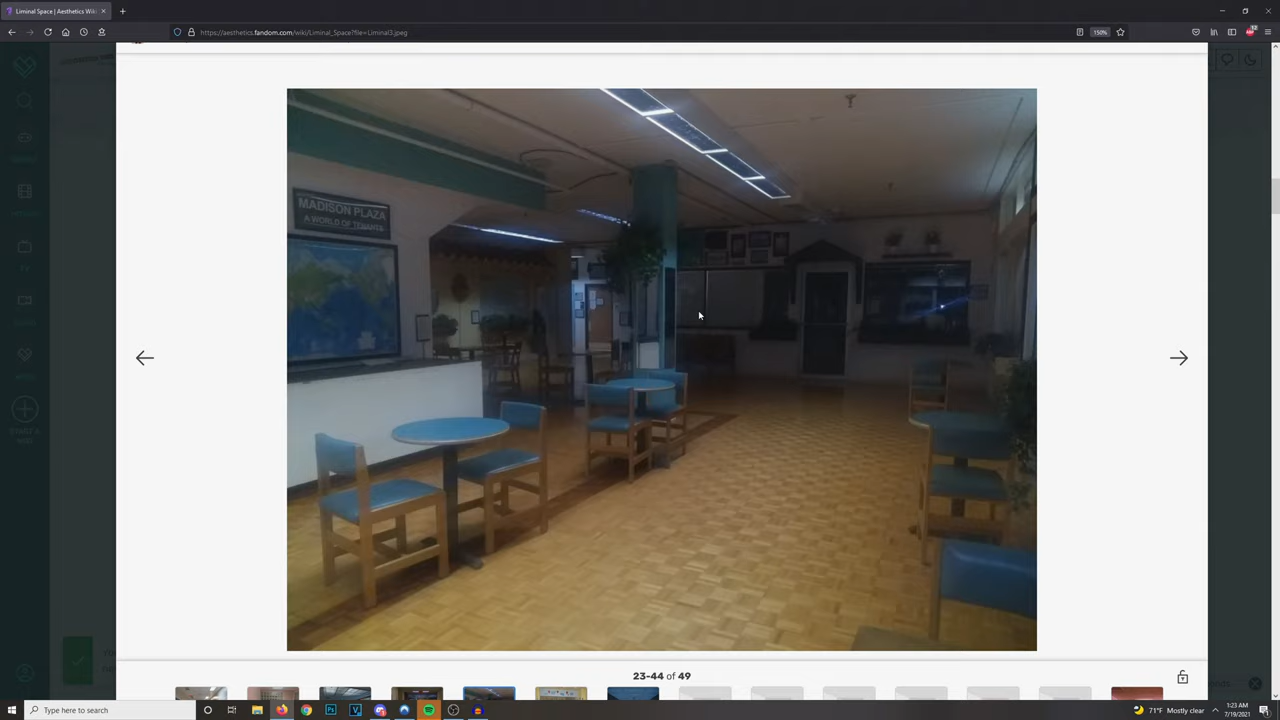 Liminal Space | Aesthetics Wiki
https://aesthetics.fandom.com/wiki/Liminal_Space?file=Liminal3.jpeg
150%
MADISON PLAZA
A WORLD OF TENANTS
TV
23-44 of 49
Type here to search
71°F Mostly clear
1:23 AM
7/19/2021